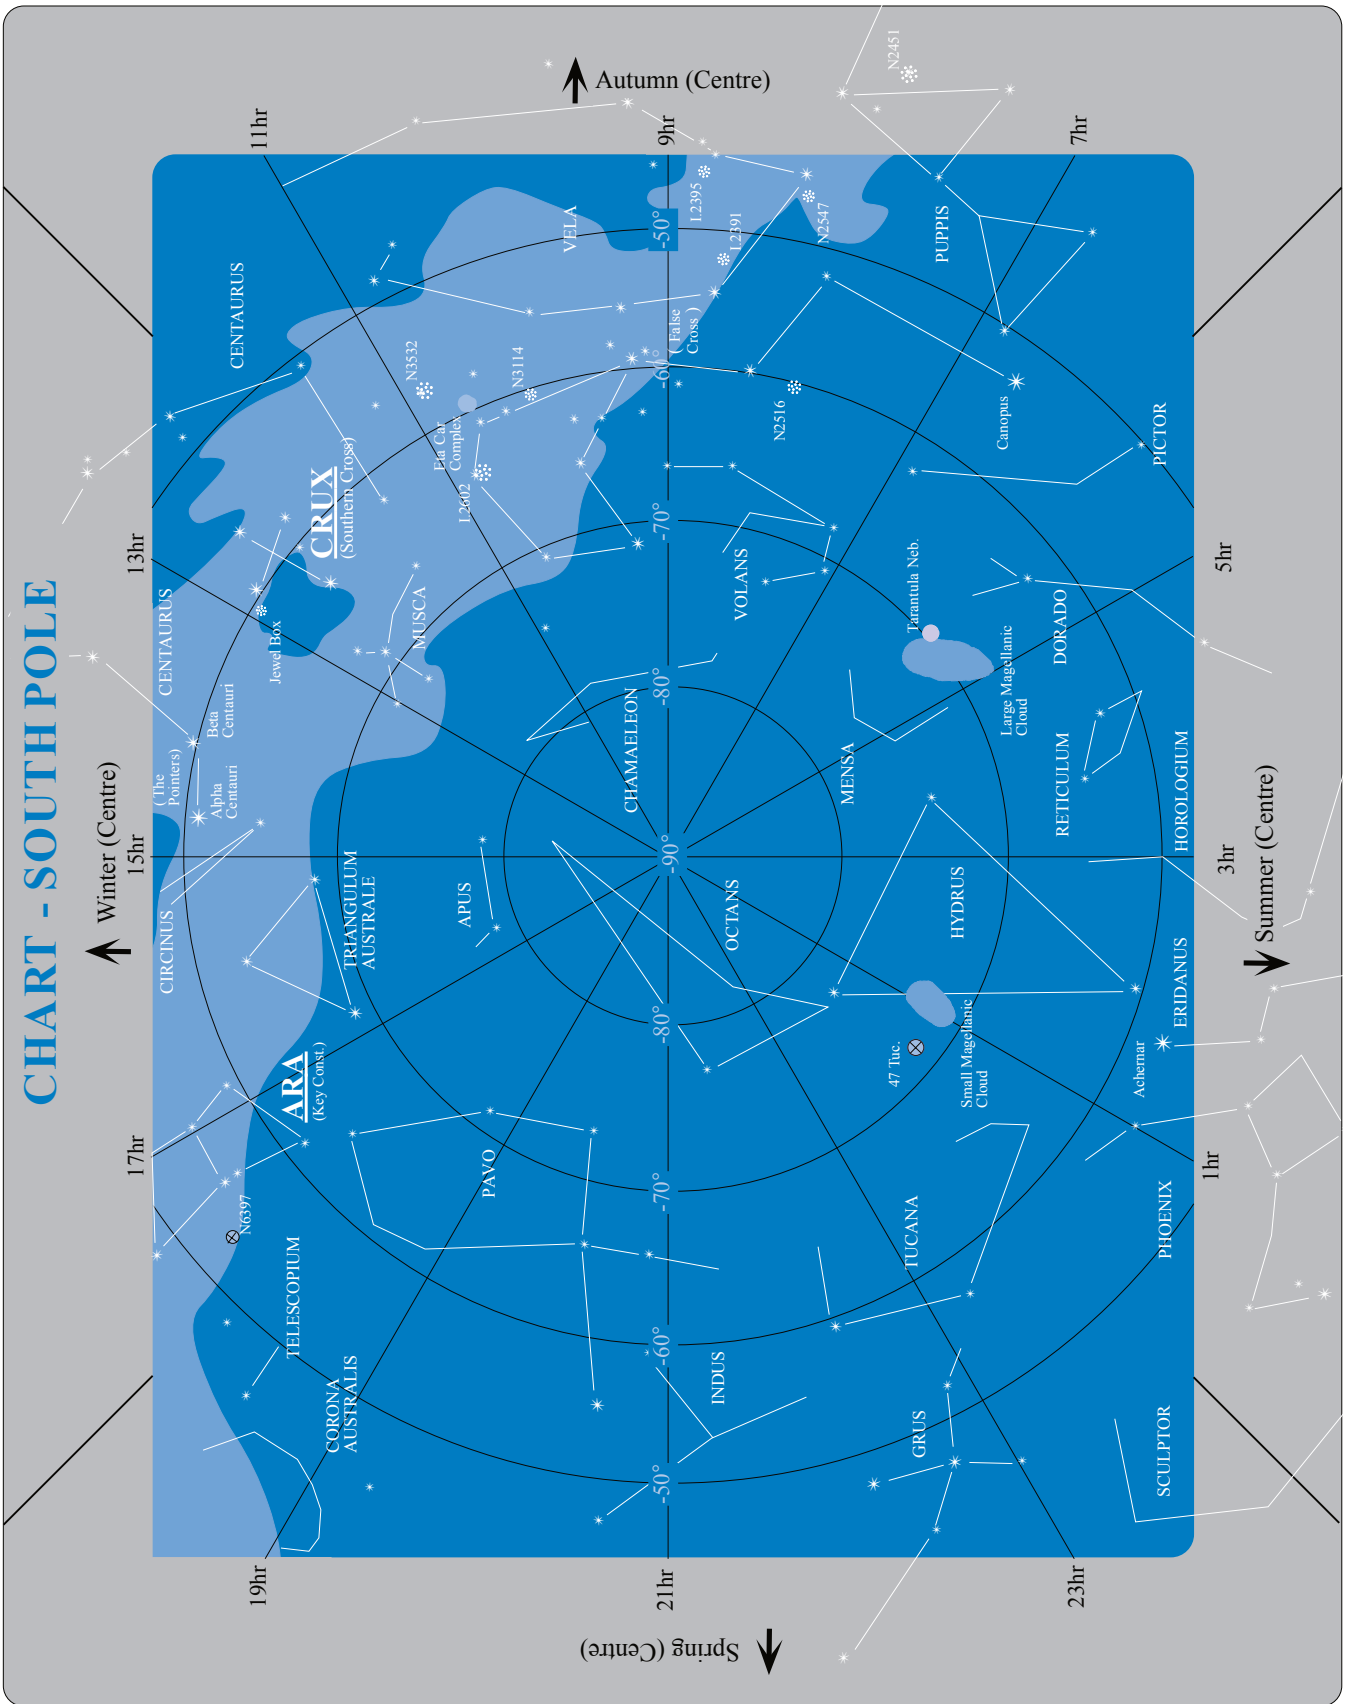 CHART - SOUTH POLE
Autumn (Centre)
Winter (Centre)
Summer (Centre)
Spring (Centre)
11hr
9hr
7hr
13hr
5hr
15hr
3hr
17hr
1hr
19hr
21hr
23hr
N2451
I.2395
-50°
I.2391
N2547
VELA
PUPPIS
CENTAURUS
N3532
N3114
Eta Car
Complex
I.2602
-60°
( False
Cross )
N2516
Canopus
PICTOR
CRUX
(Southern Cross)
-70°
VOLANS
Tarantula Neb.
Large Magellanic
Cloud
DORADO
CENTAURUS
Jewel Box
MUSCA
Beta
Centauri
( The
Pointers)
Alpha
Centauri
-80°
CHAMAELEON
MENSA
RETICULUM
HOROLOGIUM
-90°
CIRCINUS
TRIANGULUM
AUSTRALE
APUS
OCTANS
HYDRUS
ERIDANUS
ARA
(Key Const.)
-80°
47 Tuc.
Small Magellanic
Cloud
Achernar
N6397
PAVO
-70°
TUCANA
PHOENIX
TELESCOPIUM
CORONA
AUSTRALIS
-60°
INDUS
GRUS
SCULPTOR
-50°